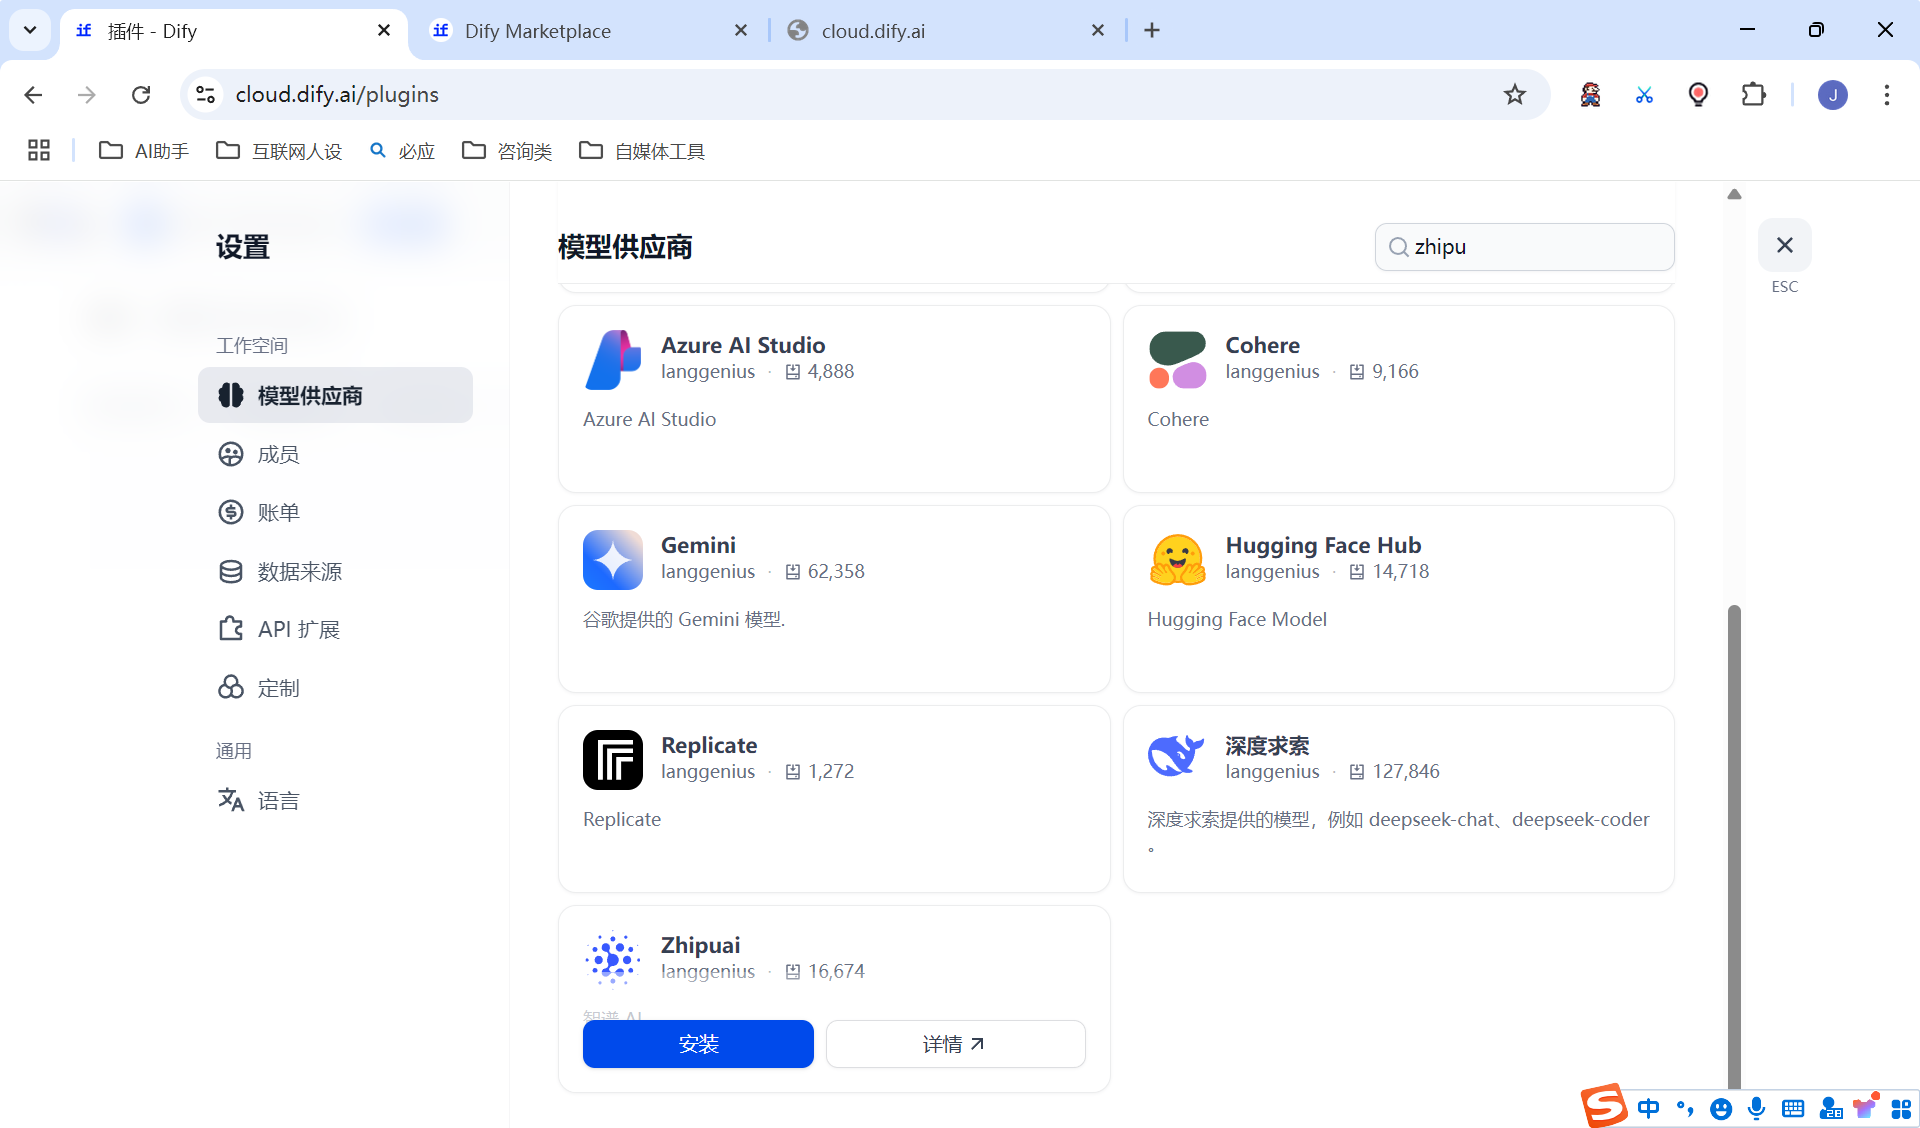 插件 - Dify
Dify Marketplace
cloud.dify.ai
cloud.dify.ai/plugins
J
AI助手
互联网人设
必应
咨询类
自媒体工具
设置
模型供应商
zhipu
ESC
工作空间
模型供应商
成员
账单
数据来源
API 扩展
定制
通用
语言
Azure AI Studio
langgenius · 4,888
Azure AI Studio
Cohere
langgenius · 9,166
Cohere
Gemini
langgenius · 62,358
谷歌提供的 Gemini 模型.
Hugging Face Hub
langgenius · 14,718
Hugging Face Model
Replicate
langgenius · 1,272
Replicate
深度求索
langgenius · 127,846
深度求索提供的模型，例如 deepseek-chat、deepseek-coder
。
Zhipuai
langgenius · 16,674
智谱 AI
安装
详情
中